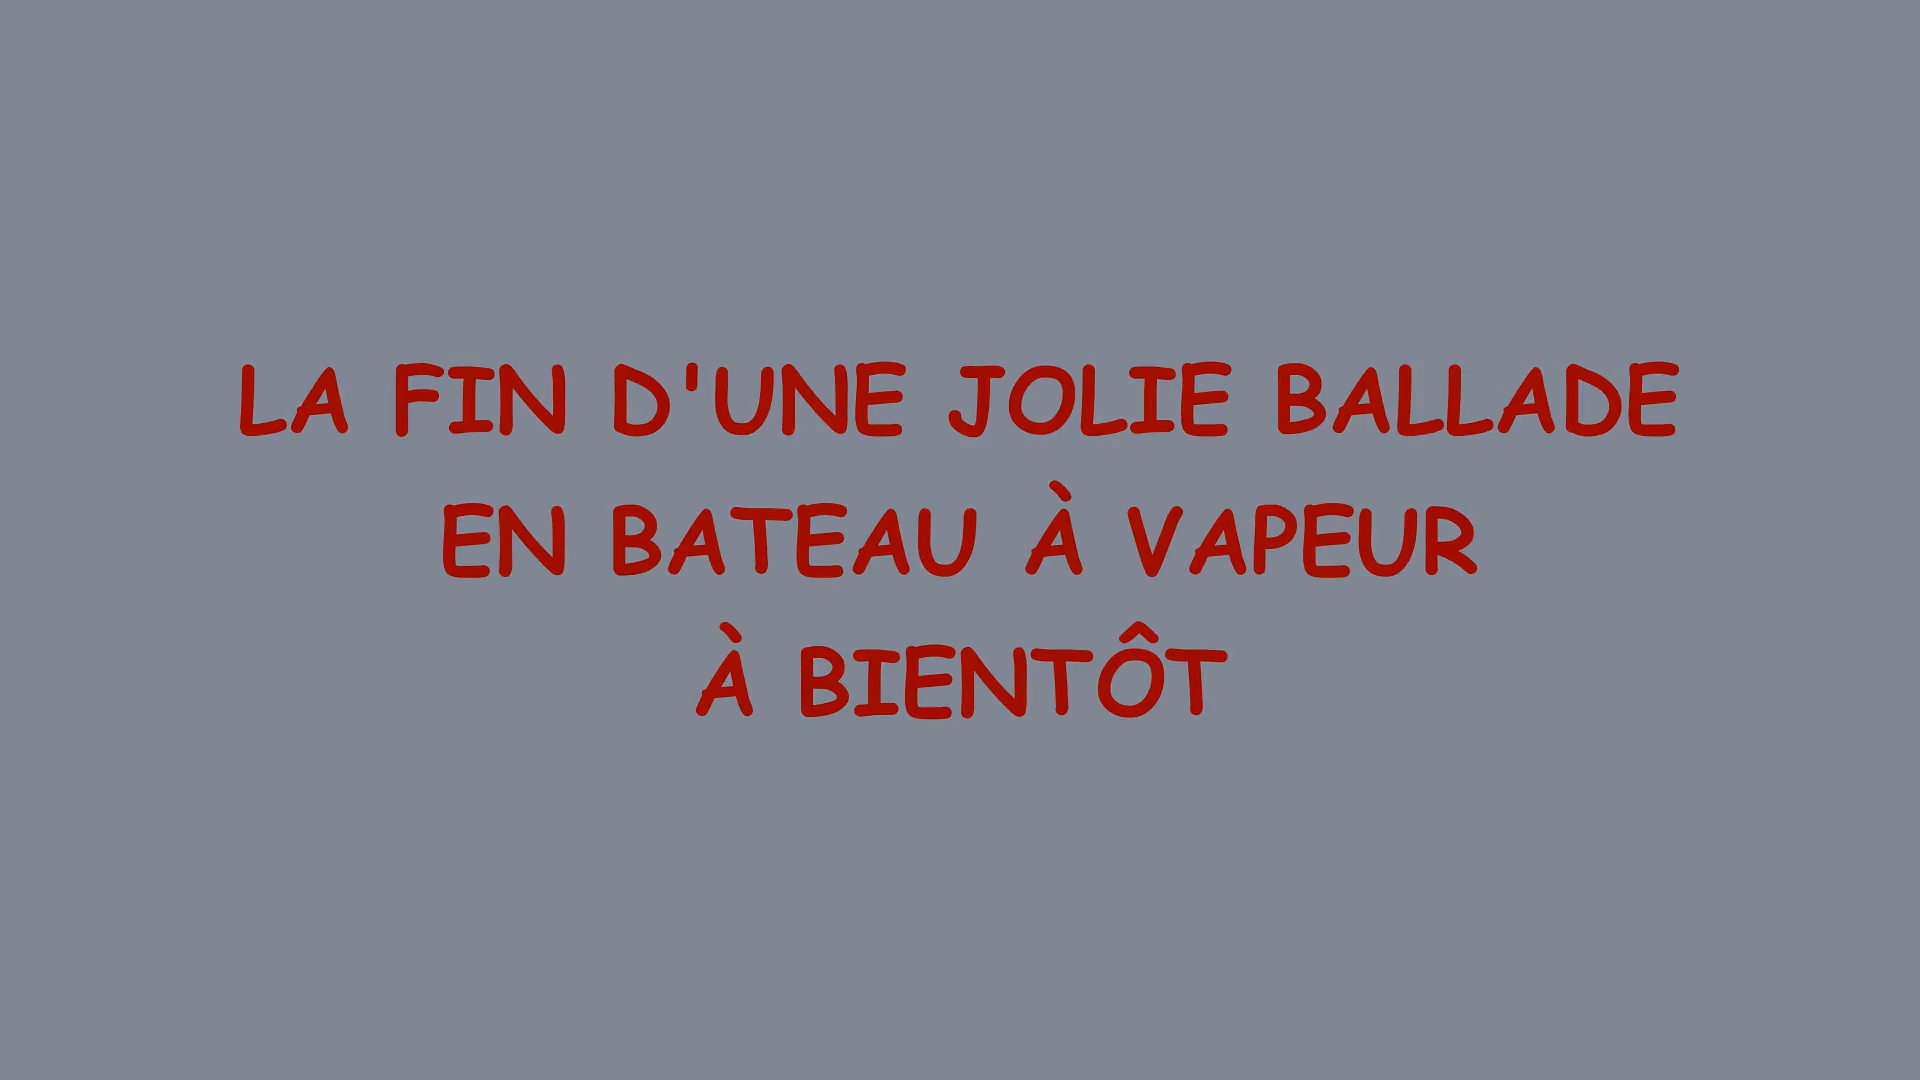 LA FIN D'UNE JOLIE BALLADE
EN BATEAU À VAPEUR
À BIENTÔT